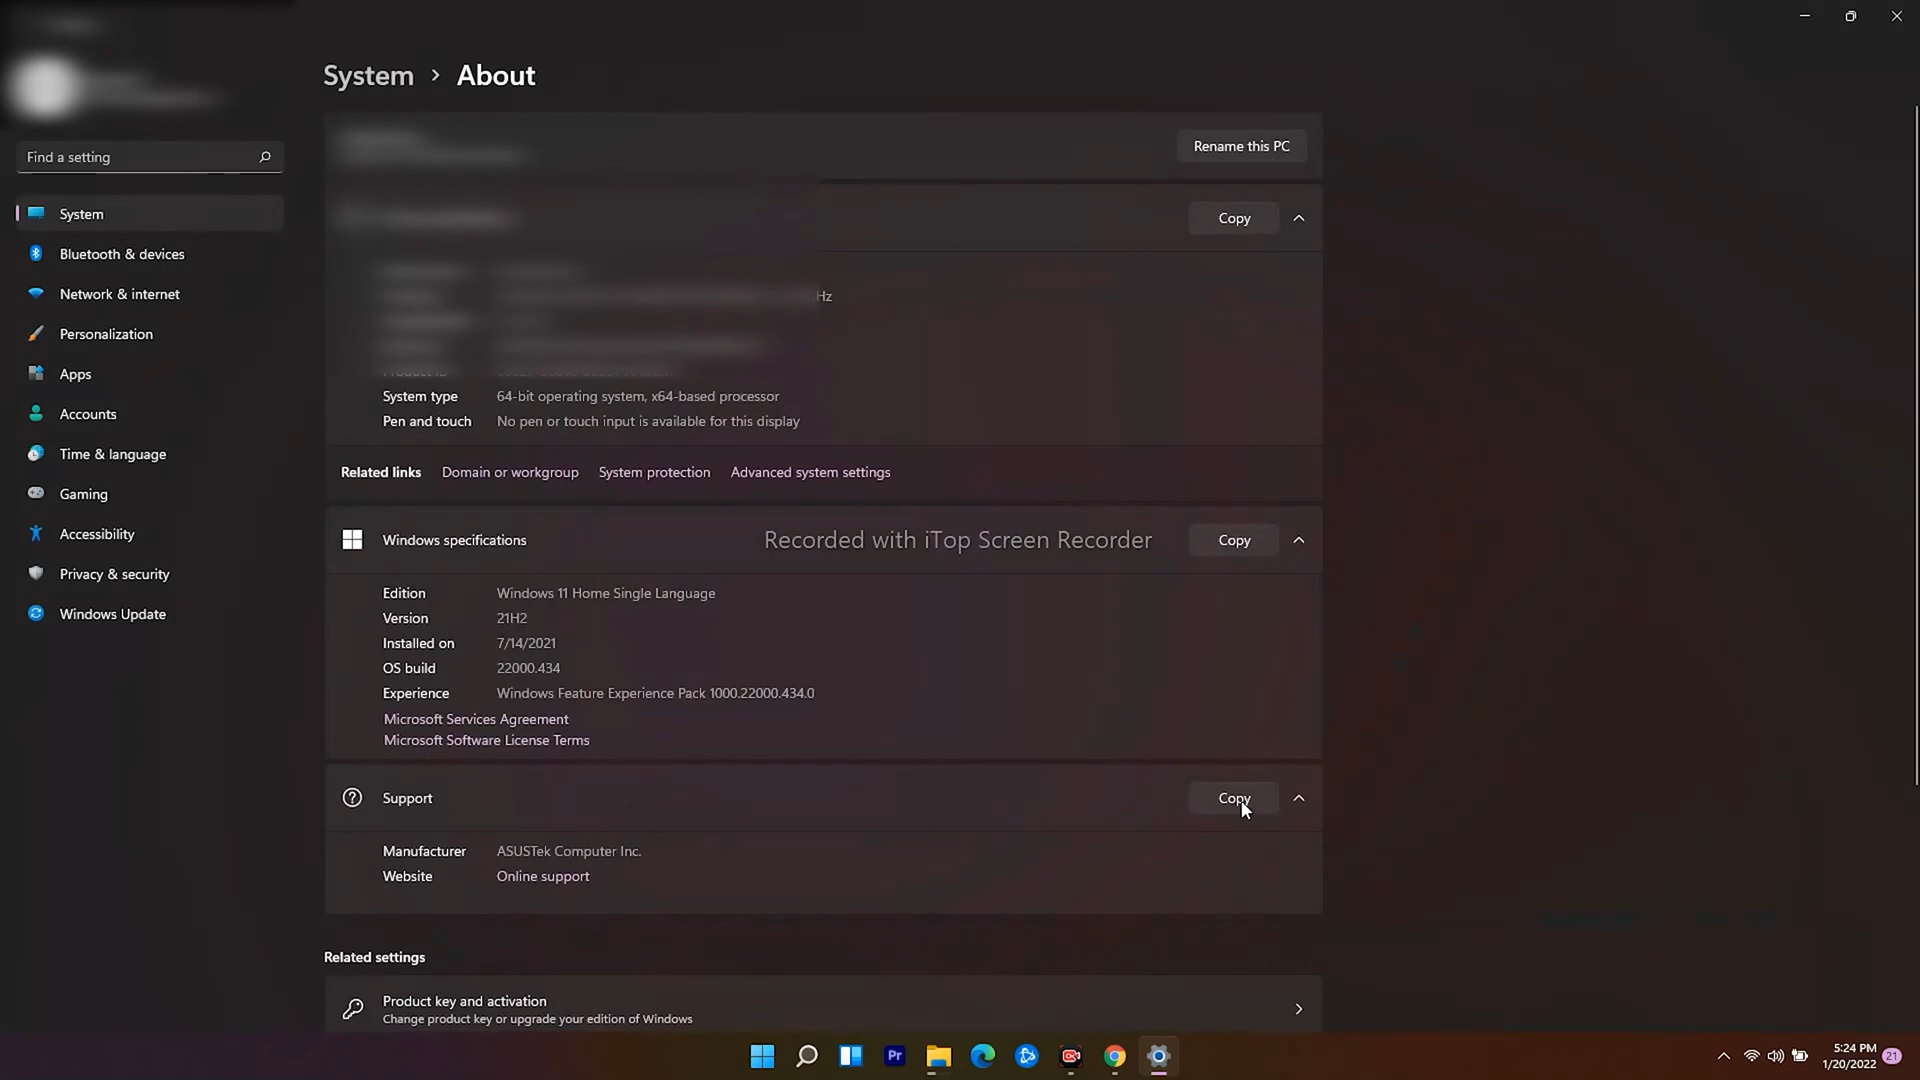 System > About
Rename this PC
Find a setting
Copy
System
Bluetooth & devices
Network & internet
Personalization
Apps
Accounts
Time & language
Gaming
Accessibility
Privacy & security
Windows Update
Hz
System type 64-bit operating system, x64-based processor
Pen and touch No pen or touch input is available for this display
Related links Domain or workgroup System protection Advanced system settings
Windows specifications Recorded with iTop Screen Recorder Copy
Edition Windows 11 Home Single Language
Version 21H2
Installed on 7/14/2021
OS build 22000.434
Experience Windows Feature Experience Pack 1000.22000.434.0
Microsoft Services Agreement
Microsoft Software License Terms
Support Copy
Manufacturer ASUSTek Computer Inc.
Website Online support
Related settings
Product key and activation
Change product key or upgrade your edition of Windows
Pr
5:24 PM
1/20/2022 21